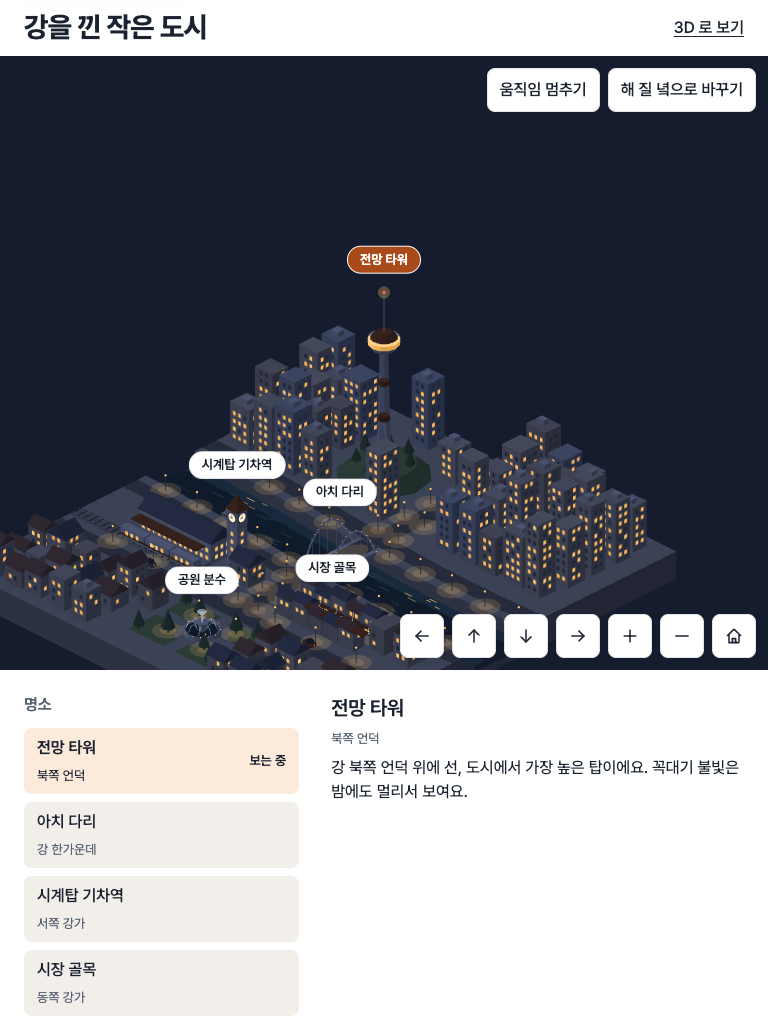 강을 낀 작은 도시
3D 로 보기
움직임 멈추기
해 질 녘으로 바꾸기
전망 타워
시계탑 기차역
아치 다리
시장 골목
공원 분수
명소
전망 타워
북쪽 언덕
보는 중
아치 다리
강 한가운데
시계탑 기차역
서쪽 강가
시장 골목
동쪽 강가
전망 타워
북쪽 언덕
강 북쪽 언덕 위에 선, 도시에서 가장 높은 탑이에요. 꼭대기 불빛은
밤에도 멀리서 보여요.